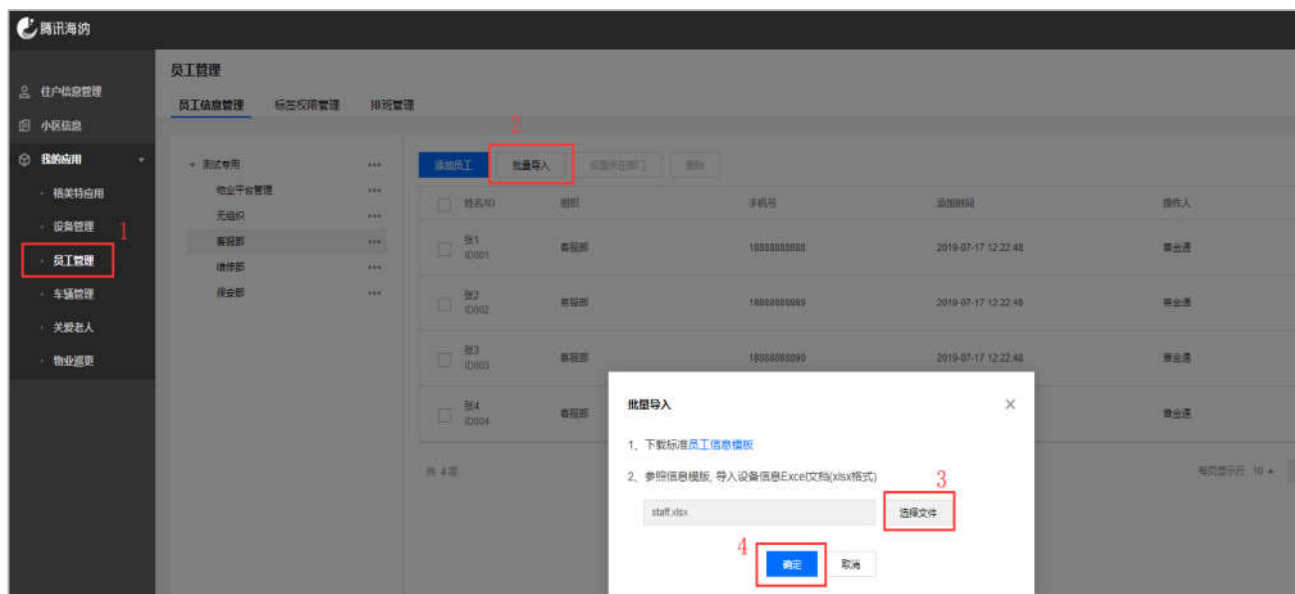 腾讯海纳
住户信息管理
小区信息
我的应用
格美特应用
设备管理
1
员工管理
车辆管理
关爱老人
物业巡更
员工管理
员工信息管理 标签权限管理 排班管理
2
测试专用
物业平台管理
无组织
客服部
维修部
保安部
添加员工 批量导入 设置所在部门 删除
姓名/ID 组织 手机号 添加时间 操作人
张1 客服部 18888888888 2019-07-17 12:22:48
ID001
张2 客服部 18888888889 2019-07-17 12:22:48
ID002
张3 客服部 18888888890 2019-07-17 12:22:48
ID003
张4 客服部
ID004
共 4 项
每页显示行 10
批量导入
1、下载标准员工信息模板
2、参照信息模版, 导入设备信息Excel文档(xlsx格式)
3
staff.xlsx 选择文件
4
确定 取消